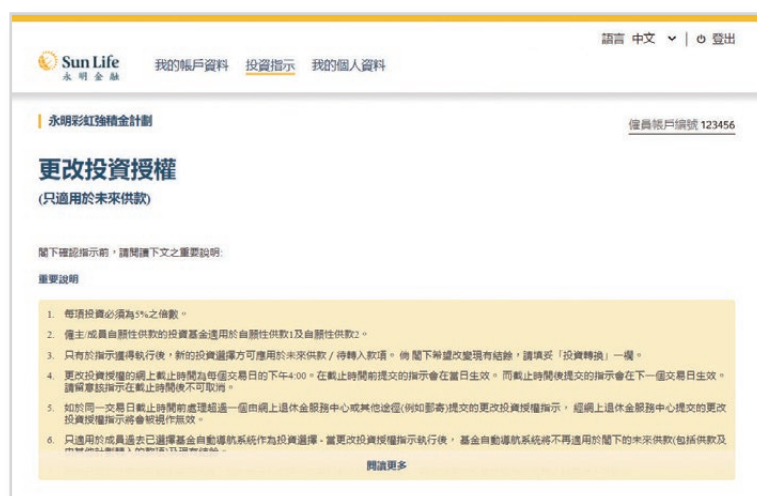 語言 中文 | 登出
Sun Life
永明金融
我的帳戶資料 投資指示 我的個人資料
永明彩虹強積金計劃
僱員帳戶編號 123456
更改投資授權
(只適用於未來供款)
閣下確認指示前，請閱讀下文之重要說明:
重要說明
1. 每項投資必須為5%之倍數。
2. 僱主/成員自願性供款的投資基金適用於自願性供款1及自願性供款2。
3. 只有於指示獲得執行後，新的投資選擇方可應用於未來供款 / 待轉入款項。 倘 閣下希望改變現有結餘，請填妥「投資轉換」一欄。
4. 更改投資授權的網上截止時間為每個交易日的下午4:00。在截止時間前提交的指示會在當日生效。 而截止時間後提交的指示會在下一個交易日生效。
請留意該指示在截止時間後不可取消。
5. 如於同一交易日截止時間前處理超過一個由網上退休金服務中心或其他途徑(例如郵寄)提交的更改投資授權指示， 經網上退休金服務中心提交的更改
投資授權指示將會被視作無效。
6. 只適用於成員過去已選擇基金自動導航系統作為投資選擇 - 當更改投資授權指示執行後， 基金自動導航系統將不再適用於閣下的未來供款(包括供款及
由其他計劃轉入的款項)及現有結餘。
閱讀更多